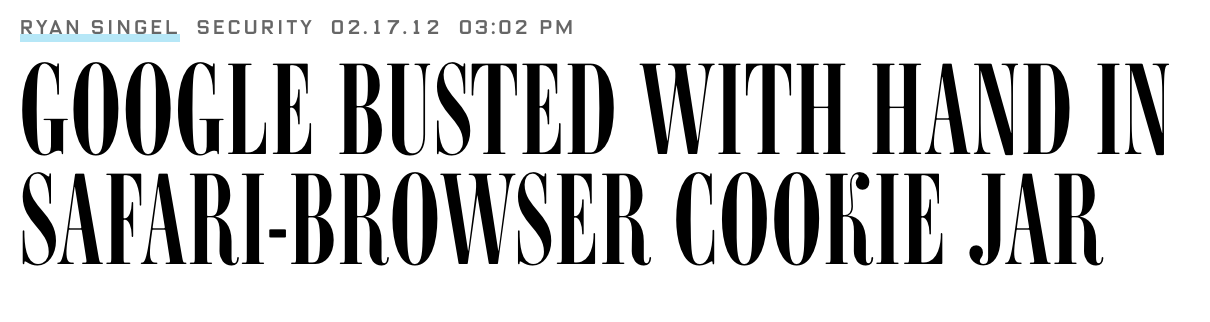 RYAN SINGEL SECURITY 02.17.12 03:02 PM
GOOGLE BUSTED WITH HAND IN
SAFARI-BROWSER COOKIE JAR